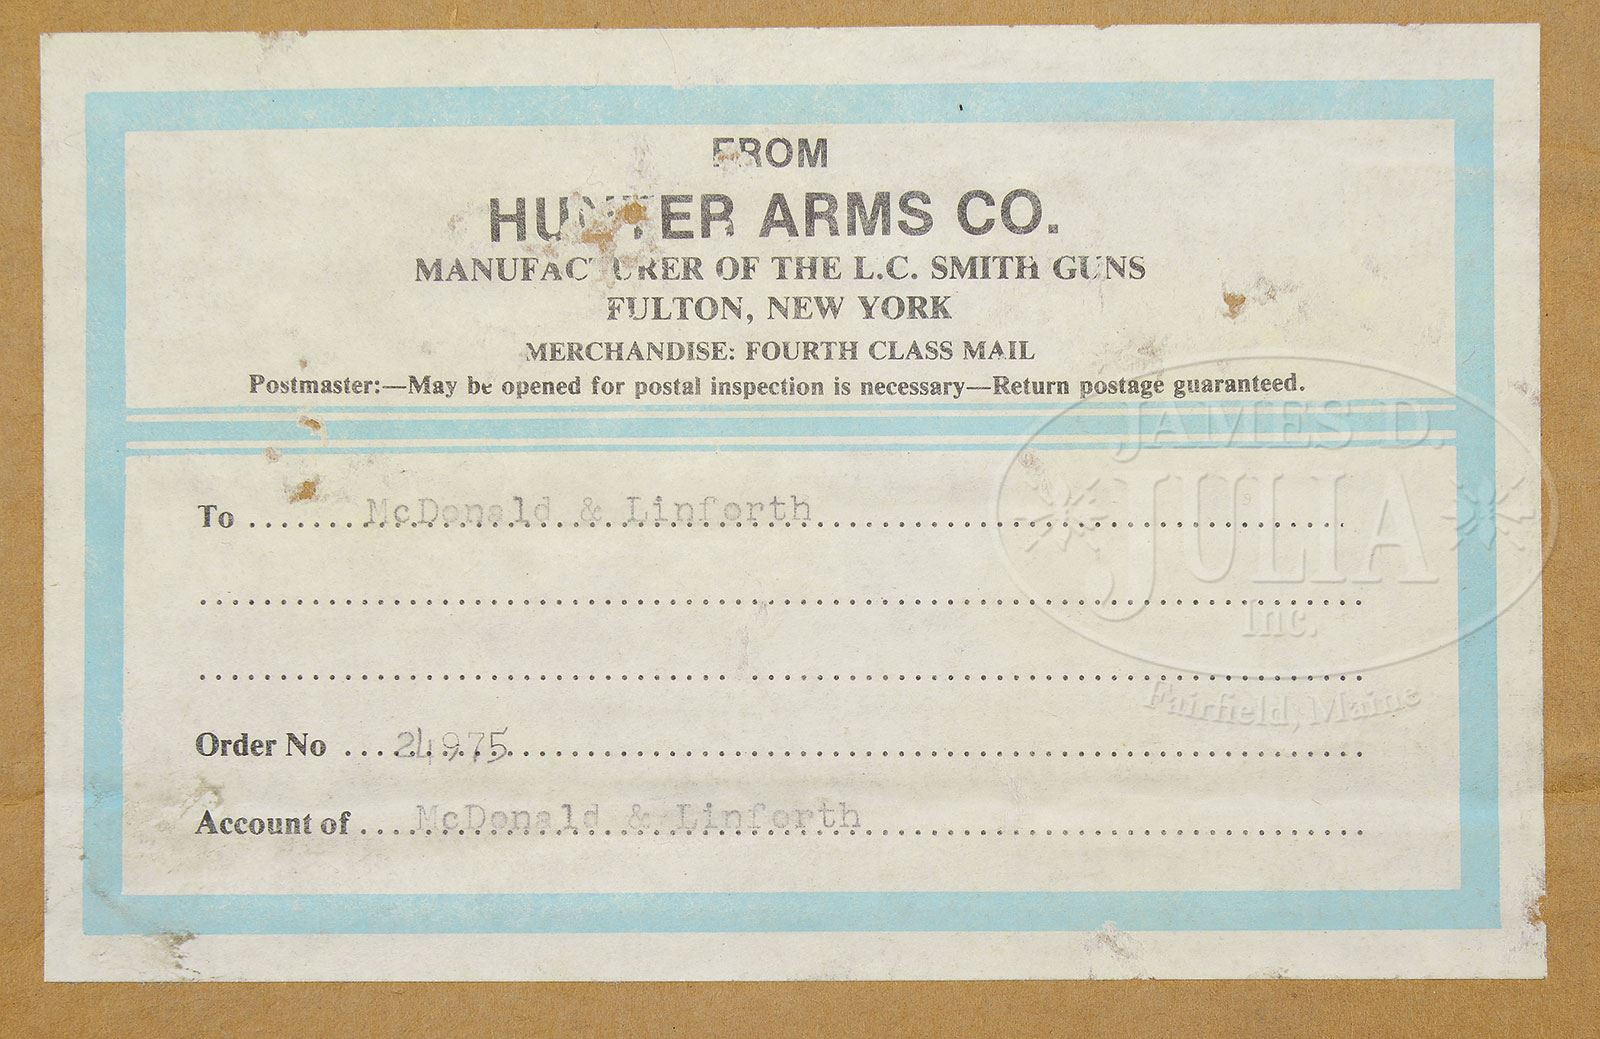 FROM
HUNTER ARMS CO.
MANUFACTURER OF THE L.C. SMITH GUNS
FULTON, NEW YORK
MERCHANDISE: FOURTH CLASS MAIL
Postmaster:—May be opened for postal inspection is necessary—Return postage guaranteed.
To McDonald & Linforth
Order No 24975
Account of McDonald & Linforth
JAMES D.
JULIA
Inc.
Fairfield, Maine